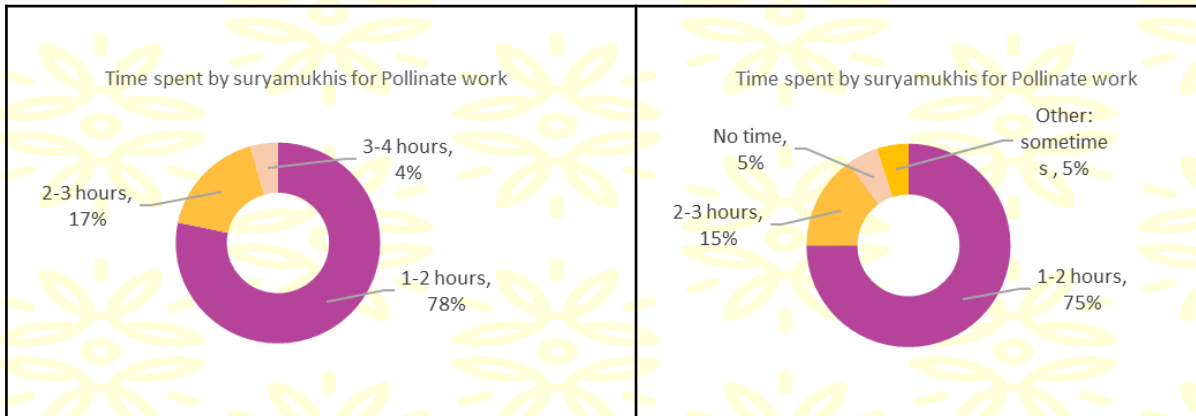 Time spent by suryamukhis for Pollinate work
3-4 hours,
4%
2-3 hours,
17%
1-2 hours,
78%
Time spent by suryamukhis for Pollinate work
Other:
sometime
s , 5%
No time,
5%
2-3 hours,
15%
1-2 hours,
75%